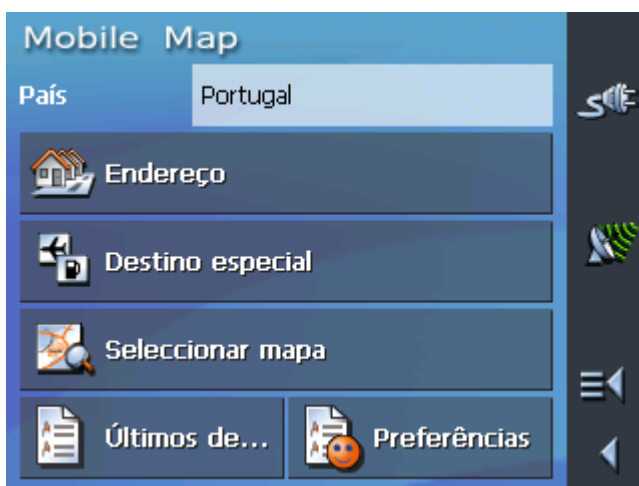 Mobile Map
País Portugal
Endereço
Destino especial
Seleccionar mapa
Últimos de... Preferências